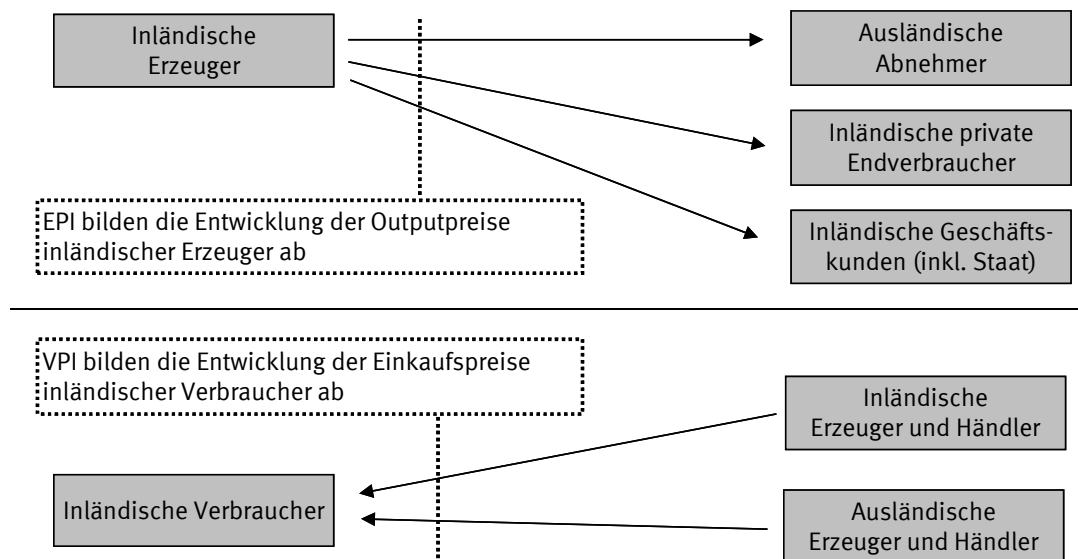 Inländische
Erzeuger
Ausländische
Abnehmer
Inländische private
Endverbraucher
Inländische Geschäfts-
kunden (inkl. Staat)
EPI bilden die Entwicklung der Outputpreise
inländischer Erzeuger ab
VPI bilden die Entwicklung der Einkaufspreise
inländischer Verbraucher ab
Inländische
Erzeuger und Händler
Inländische Verbraucher
Ausländische
Erzeuger und Händler